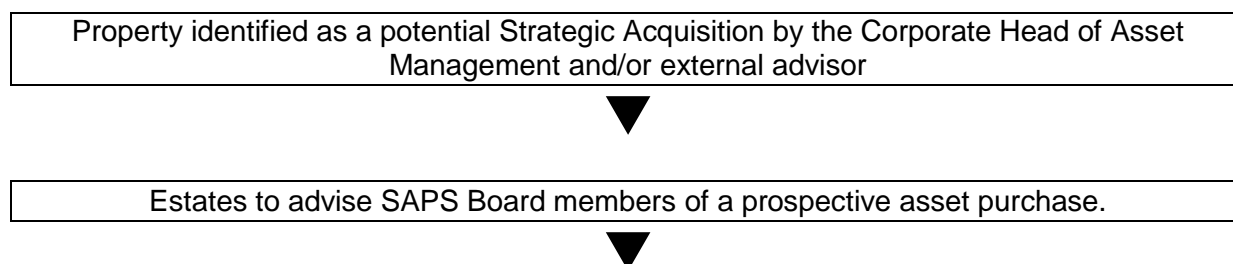 Property identified as a potential Strategic Acquisition by the Corporate Head of Asset
Management and/or external advisor
Estates to advise SAPS Board members of a prospective asset purchase.